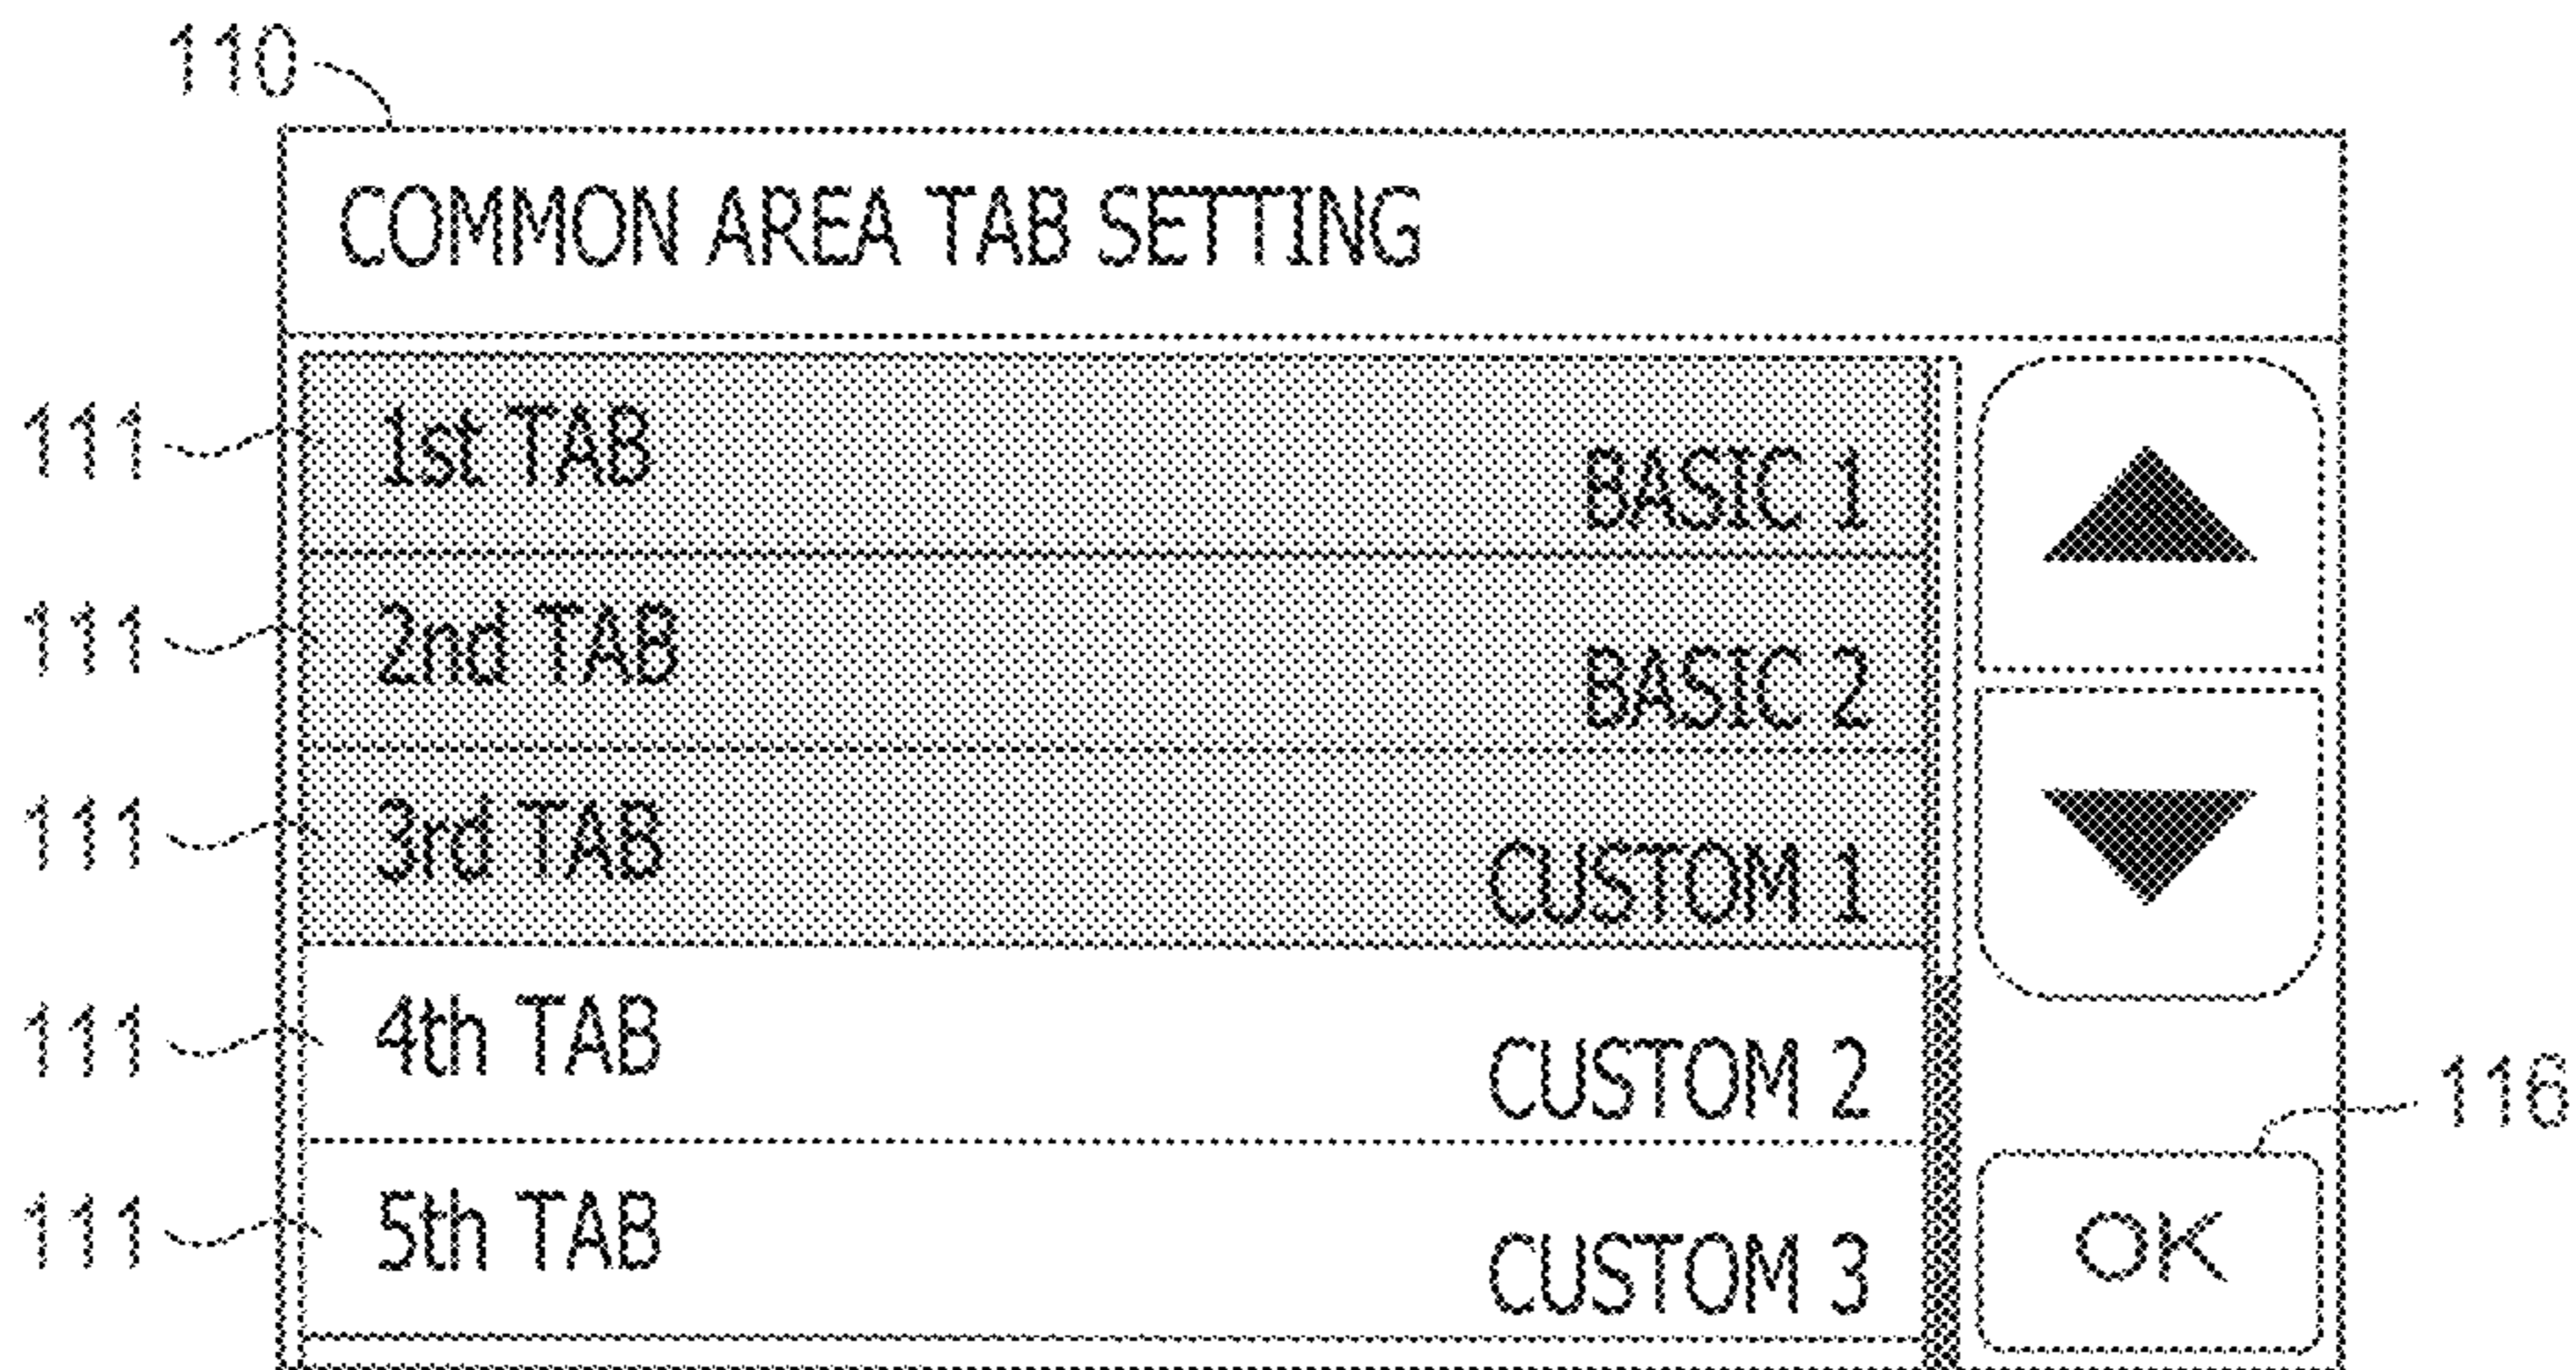 110
COMMON AREA TAB SETTING
111 1st TAB BASIC 1
111 2nd TAB BASIC 2
111 3rd TAB CUSTOM 1
111 4th TAB CUSTOM 2
116
111 5th TAB CUSTOM 3 OK